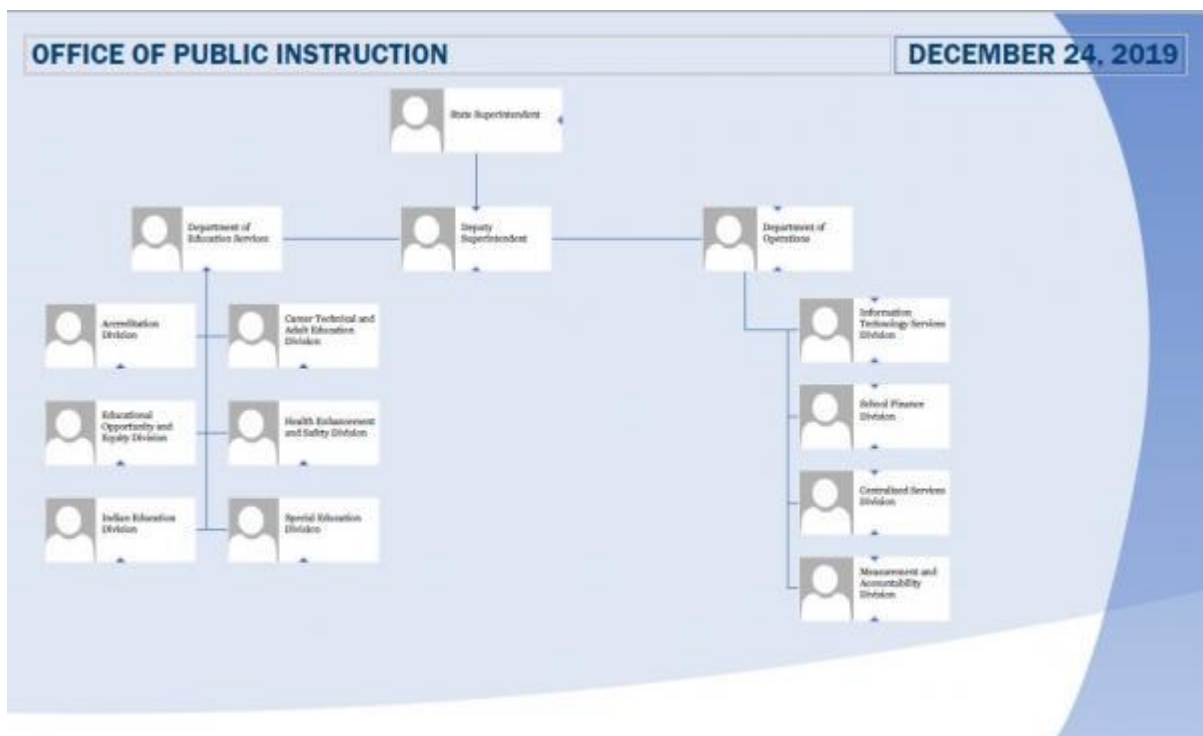 OFFICE OF PUBLIC INSTRUCTION
DECEMBER 24, 2019
State Superintendent
Department of
Education Services
Deputy
Superintendent
Department of
Operations
Accreditation
Division
Career Technical and
Adult Education
Division
Information
Technology Services
Division
Educational
Opportunity and
Equity Division
Health Enhancement
and Safety Division
School Finance
Division
Indian Education
Division
Special Education
Division
Centralized Services
Division
Measurement and
Accountability
Division